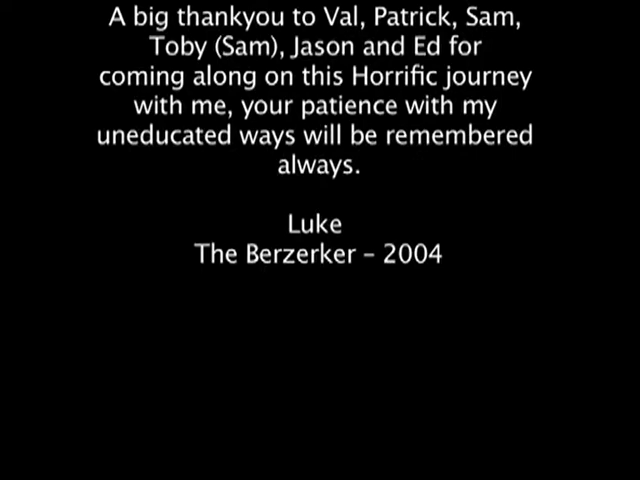 A big thankyou to Val, Patrick, Sam,
Toby (Sam), Jason and Ed for
coming along on this Horrific journey
with me, your patience with my
uneducated ways will be remembered
always.
Luke
The Berzerker – 2004